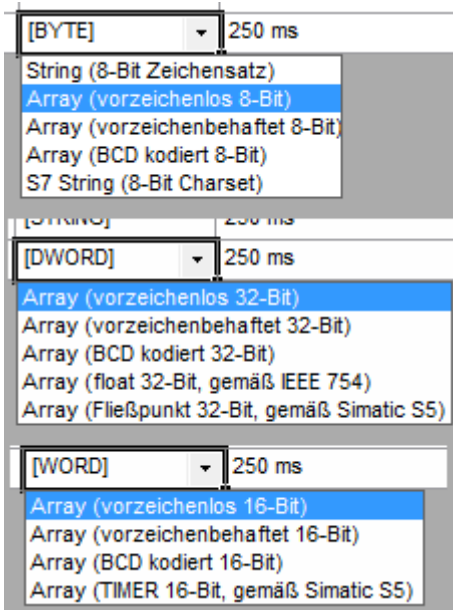 [BYTE] 250 ms
String (8-Bit Zeichensatz)
Array (vorzeichenlos 8-Bit)
Array (vorzeichenbehaftet 8-Bit)
Array (BCD kodiert 8-Bit)
S7 String (8-Bit Charset)
[STRING] 250 ms
[DWORD] 250 ms
Array (vorzeichenlos 32-Bit)
Array (vorzeichenbehaftet 32-Bit)
Array (BCD kodiert 32-Bit)
Array (float 32-Bit, gemäß IEEE 754)
Array (Fließpunkt 32-Bit, gemäß Simatic S5)
[WORD] 250 ms
Array (vorzeichenlos 16-Bit)
Array (vorzeichenbehaftet 16-Bit)
Array (BCD kodiert 16-Bit)
Array (TIMER 16-Bit, gemäß Simatic S5)